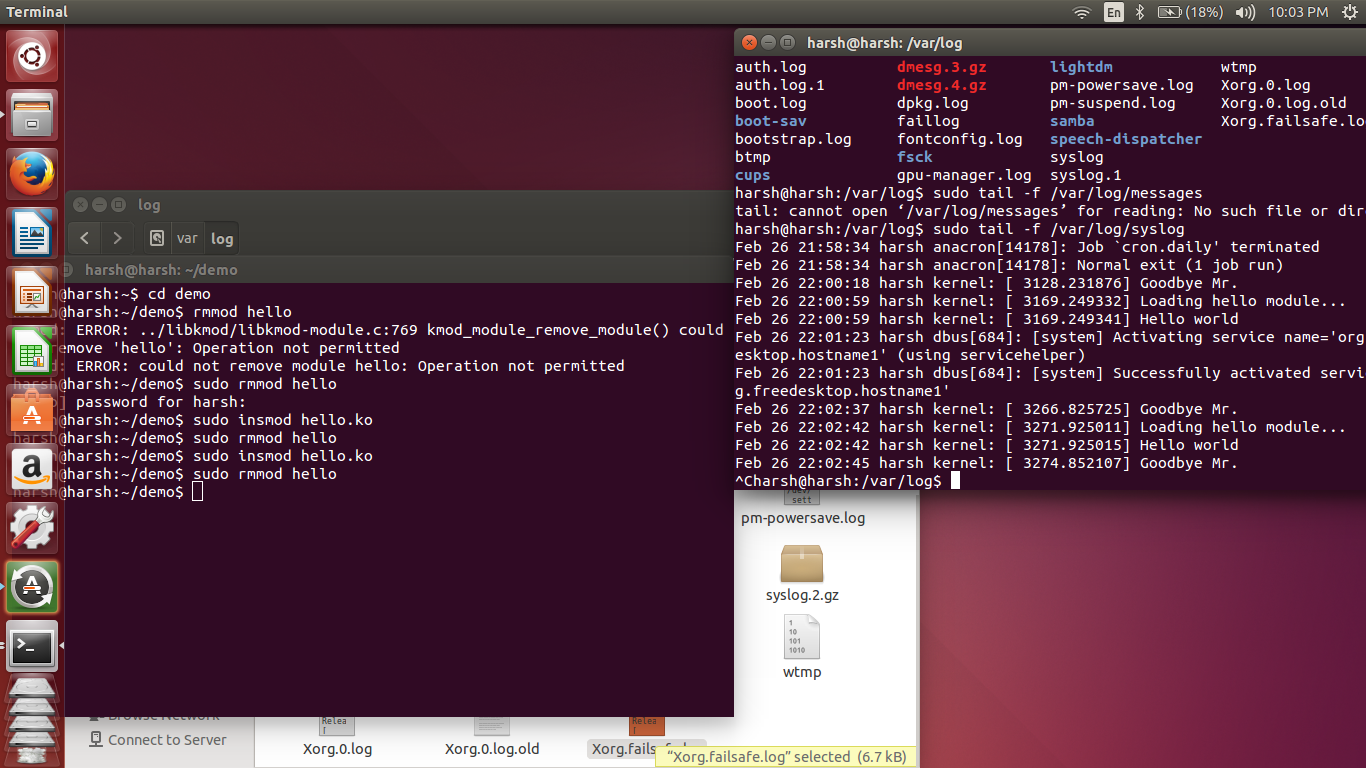 Terminal
En
(18%)
10:03 PM
harsh@harsh: /var/log
auth.log dmesg.3.gz lightdm wtmp
auth.log.1 dmesg.4.gz pm-powersave.log Xorg.0.log
boot.log dpkg.log pm-suspend.log Xorg.0.log.old
boot-sav faillog samba Xorg.failsafe.lo
bootstrap.log fontconfig.log speech-dispatcher
btmp fsck syslog
cups gpu-manager.log syslog.1
harsh@harsh:/var/log$ sudo tail -f /var/log/messages
tail: cannot open ‘/var/log/messages’ for reading: No such file or dir
harsh@harsh:/var/log$ sudo tail -f /var/log/syslog
Feb 26 21:58:34 harsh anacron[14178]: Job `cron.daily' terminated
Feb 26 21:58:34 harsh anacron[14178]: Normal exit (1 job run)
Feb 26 22:00:18 harsh kernel: [ 3128.231876] Goodbye Mr.
Feb 26 22:00:59 harsh kernel: [ 3169.249332] Loading hello module...
Feb 26 22:00:59 harsh kernel: [ 3169.249341] Hello world
Feb 26 22:01:23 harsh dbus[684]: [system] Activating service name='org
esktop.hostname1' (using servicehelper)
Feb 26 22:01:23 harsh dbus[684]: [system] Successfully activated servi
g.freedesktop.hostname1'
Feb 26 22:02:37 harsh kernel: [ 3266.825725] Goodbye Mr.
Feb 26 22:02:42 harsh kernel: [ 3271.925011] Loading hello module...
Feb 26 22:02:42 harsh kernel: [ 3271.925015] Hello world
Feb 26 22:02:45 harsh kernel: [ 3274.852107] Goodbye Mr.
^Charsh@harsh:/var/log$
log
var log
harsh@harsh: ~/demo
@harsh:~$ cd demo
@harsh:~/demo$ rmmod hello
: ERROR: ../libkmod/libkmod-module.c:769 kmod_module_remove_module() could
emove 'hello': Operation not permitted
: ERROR: could not remove module hello: Operation not permitted
@harsh:~/demo$ sudo rmmod hello
] password for harsh:
@harsh:~/demo$ sudo insmod hello.ko
@harsh:~/demo$ sudo rmmod hello
@harsh:~/demo$ sudo insmod hello.ko
@harsh:~/demo$ sudo rmmod hello
@harsh:~/demo$
sett
pm-powersave.log
syslog.2.gz
1
10
101
1010
wtmp
Browse Network
Connect to Server
Relea
Xorg.0.log
Xorg.0.log.old
Relea
Xorg.fails
“Xorg.failsafe.log” selected (6.7 kB)